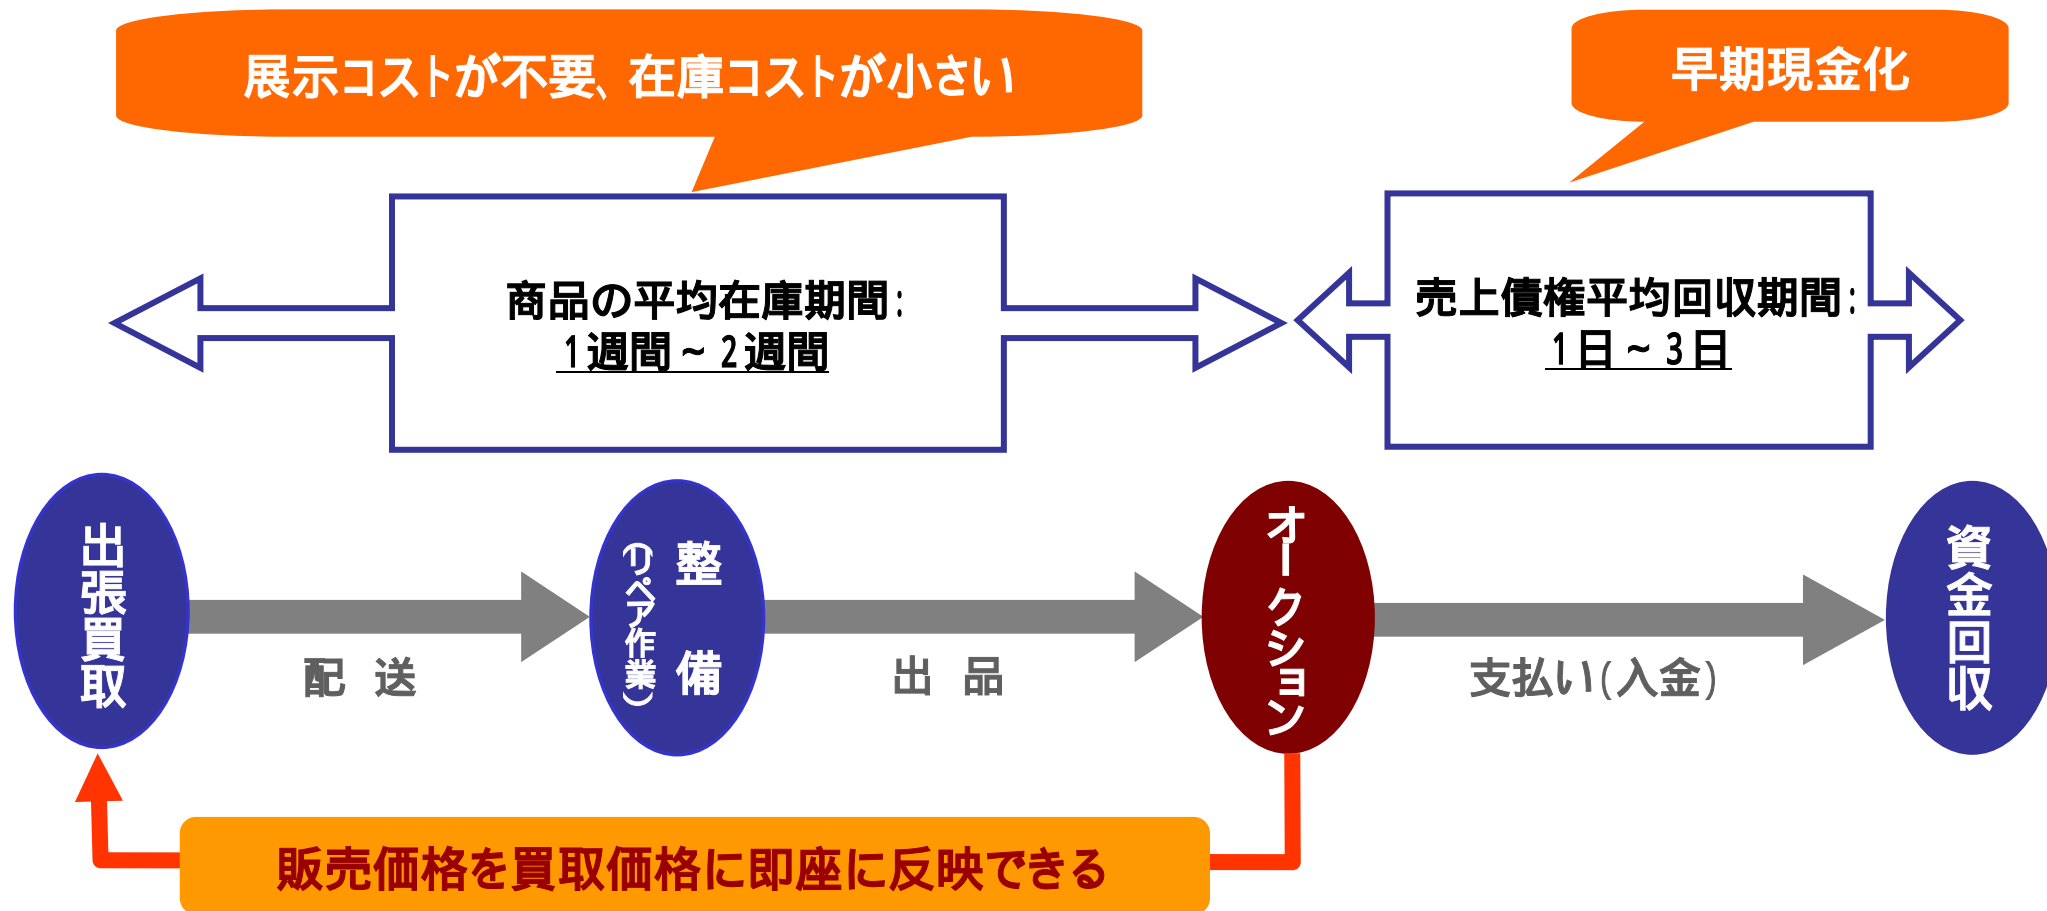 展示コストが不要、在庫コストが小さい
早期現金化
商品の平均在庫期間:
1週間~2週間
売上債権平均回収期間:
1日~3日
出張買取
配 送
整 備
(リペア作業)
出 品
オークション
支払い(入金)
資金回収
販売価格を買取価格に即座に反映できる